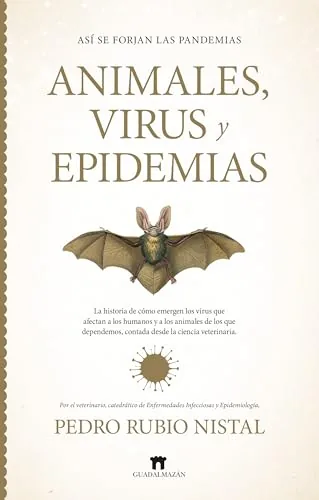 ASÍ SE FORJAN LAS PANDEMIAS
ANIMALES,
VIRUS y
EPIDEMIAS
La historia de cómo emergen los virus que
afectan a los humanos y a los animales de los que
dependemos, contada desde la ciencia veterinaria.
Por el veterinario, catedrático de Enfermedades Infecciosas y Epidemiología,
PEDRO RUBIO NISTAL
GUADALMAZÁN